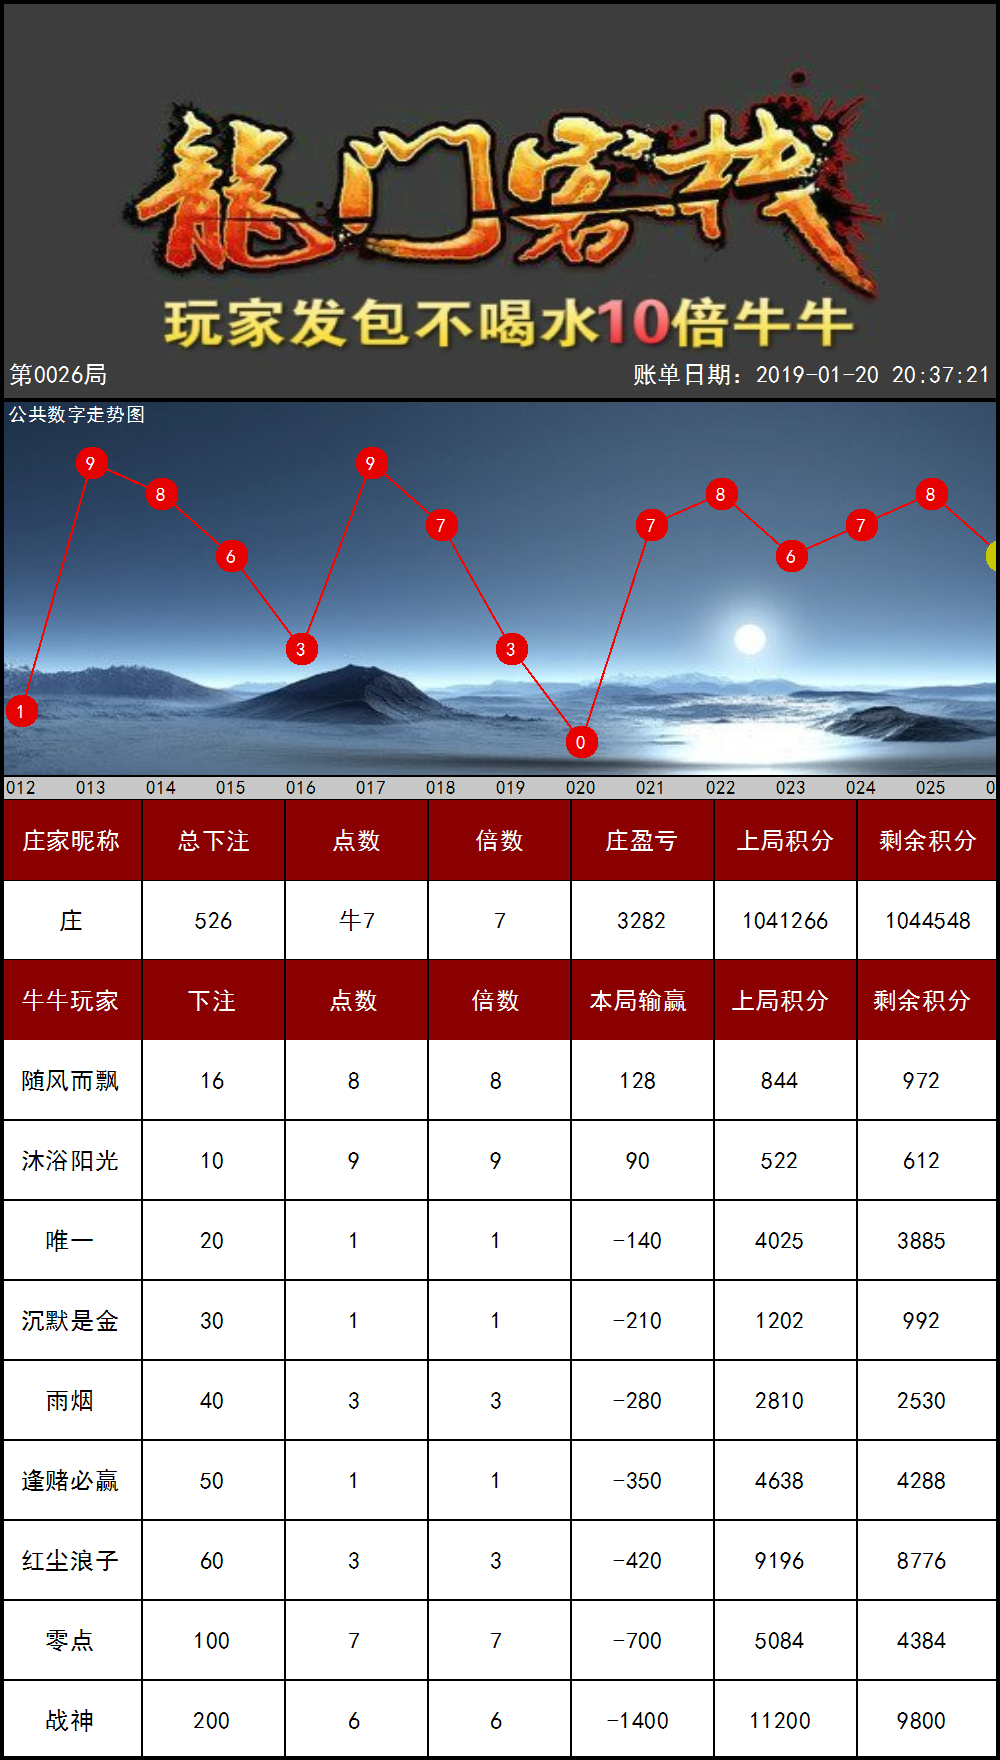 龍门客栈
玩家发包不喝水10倍牛牛
第0026局 账单日期：2019-01-20 20:37:21
公共数字走势图
9 9
8 8 8
7 7 7
6 6
3 3
1
0
012 013 014 015 016 017 018 019 020 021 022 023 024 025 0
庄家昵称 总下注 点数 倍数 庄盈亏 上局积分 剩余积分
庄 526 牛7 7 3282 1041266 1044548
牛牛玩家 下注 点数 倍数 本局输赢 上局积分 剩余积分
随风而飘 16 8 8 128 844 972
沐浴阳光 10 9 9 90 522 612
唯一 20 1 1 -140 4025 3885
沉默是金 30 1 1 -210 1202 992
雨烟 40 3 3 -280 2810 2530
逢赌必赢 50 1 1 -350 4638 4288
红尘浪子 60 3 3 -420 9196 8776
零点 100 7 7 -700 5084 4384
战神 200 6 6 -1400 11200 9800